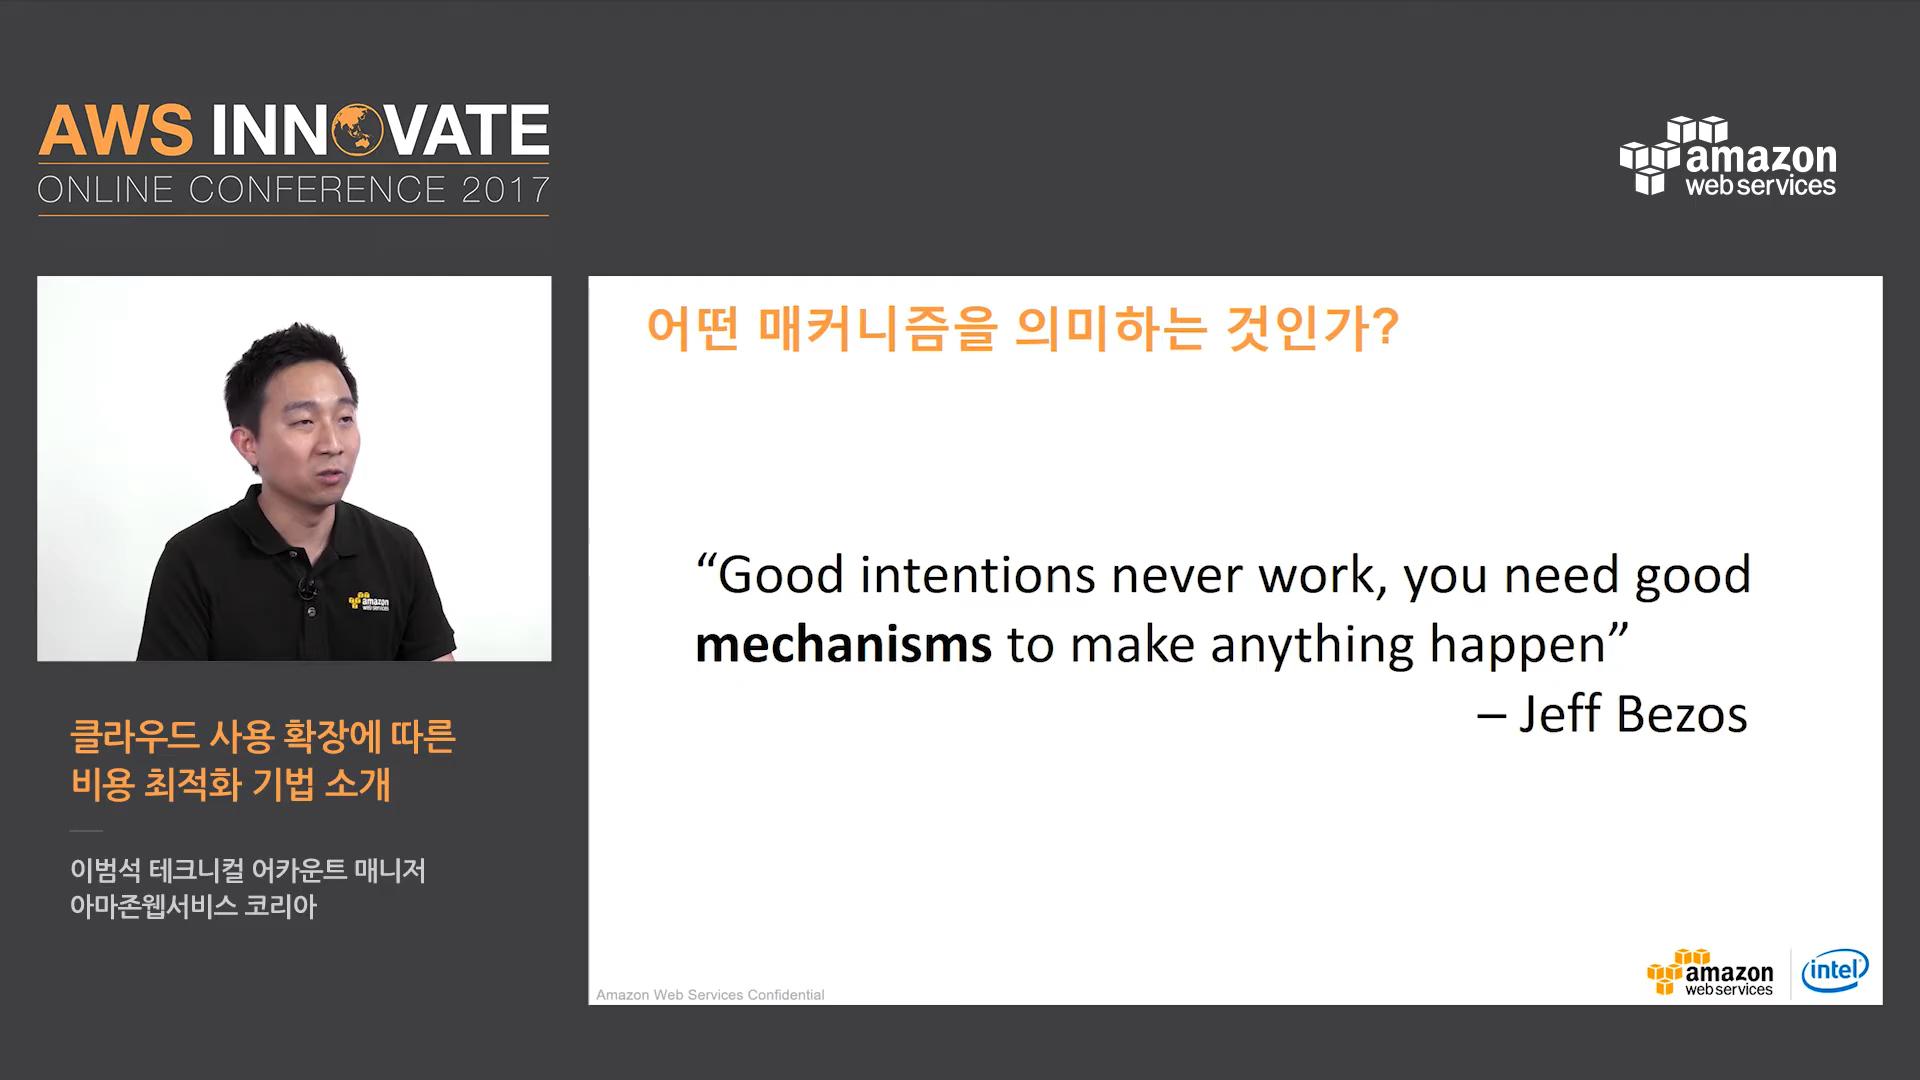 AWS INNOVATE
ONLINE CONFERENCE 2017
amazon
web services
어떤 매커니즘을 의미하는 것인가?
“Good intentions never work, you need good
mechanisms to make anything happen”
– Jeff Bezos
amazon
web services
클라우드 사용 확장에 따른
비용 최적화 기법 소개
이범석 테크니컬 어카운트 매니저
아마존웹서비스 코리아
Amazon Web Services Confidential
amazon
web services
intel